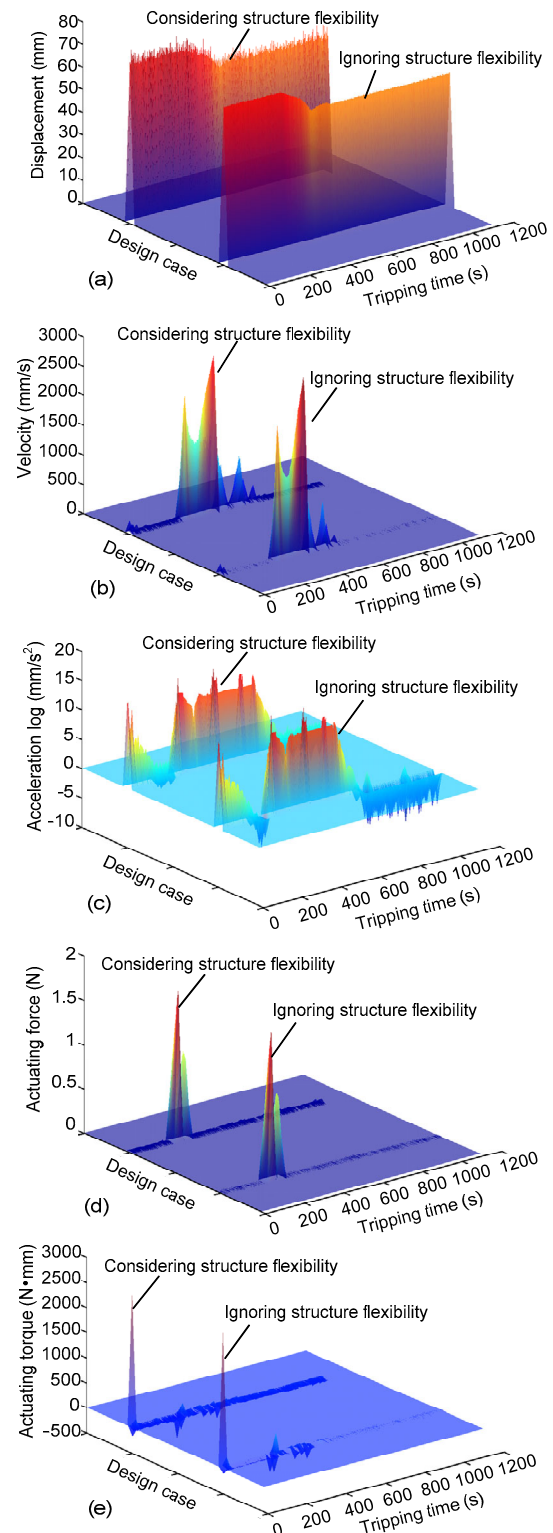 Considering structure flexibility
Ignoring structure flexibility
Displacement (mm)
80
70
60
50
40
30
20
10
0
Design case
0 200 400 600 800 1000 1200
Tripping time (s)
(a)
Considering structure flexibility
Ignoring structure flexibility
Velocity (mm/s)
3000
2500
2000
1500
1000
500
0
Design case
0 200 400 600 800 1000 1200
Tripping time (s)
(b)
Considering structure flexibility
Ignoring structure flexibility
Acceleration log (mm/s²)
20
15
10
5
0
-5
-10
Design case
0 200 400 600 800 1000 1200
Tripping time (s)
(c)
Considering structure flexibility
Ignoring structure flexibility
Actuating force (N)
2
1.5
1
0.5
0
Design case
0 200 400 600 800 1000 1200
Tripping time (s)
(d)
Considering structure flexibility
Ignoring structure flexibility
Actuating torque (N•mm)
3000
2500
2000
1500
1000
500
0
-500
Design case
0 200 400 600 800 1000 1200
Tripping time (s)
(e)